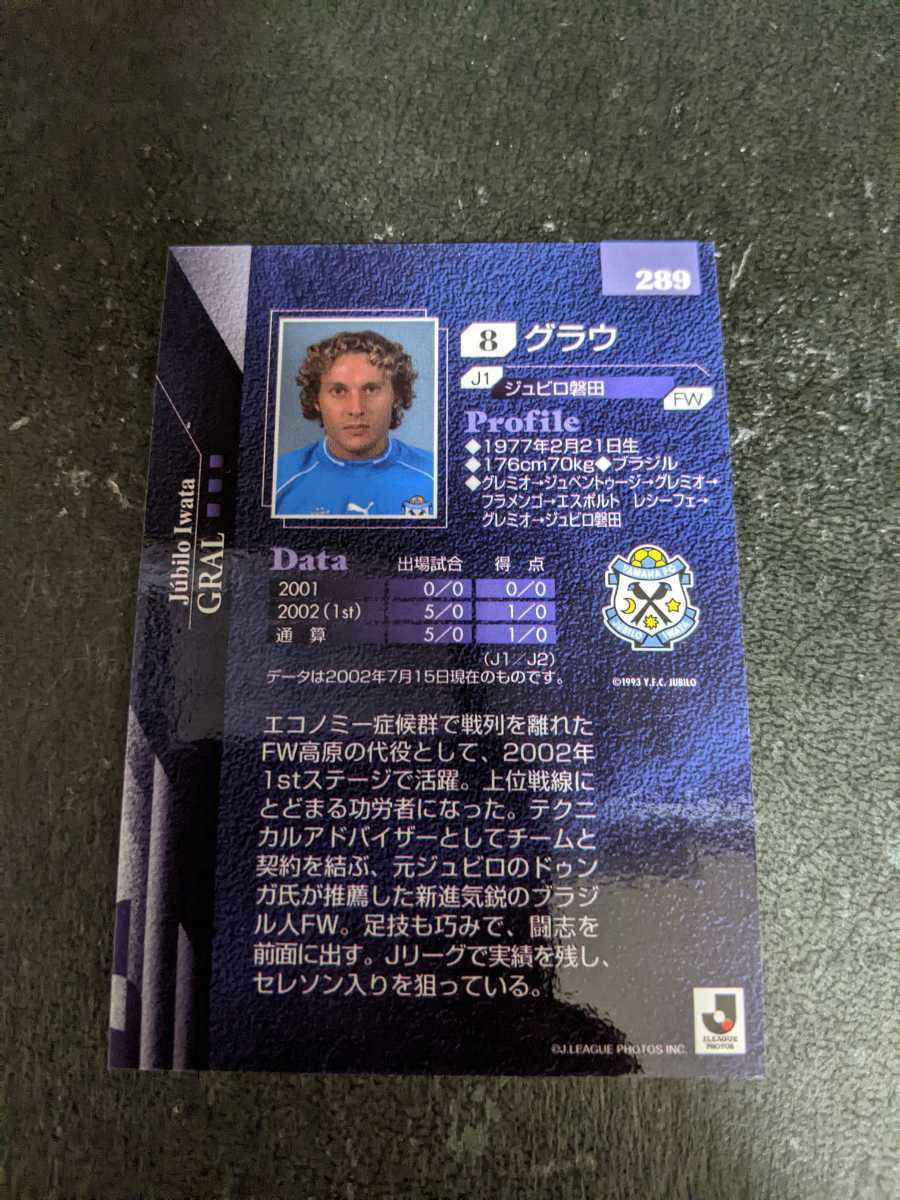 289
8 グラウ
J1
ジュビロ磐田
FW
Profile
◆1977年2月21日生
◆176cm70kg◆ブラジル
◆グレミオ→ジュベントゥージ→グレミオ→
フラメンゴ→エスポルト レシーフェ→
グレミオ→ジュビロ磐田
Júbilo Iwata
GRAL
Data 出場試合 得 点
2001 0/0 0/0
2002(1st) 5/0 1/0
通 算 5/0 1/0
(J1/J2)
データは2002年7月15日現在のものです。
YAMAHA FC
JUBILO IWATA
©1993 Y.F.C. JUBILO
エコノミー症候群で戦列を離れた
FW高原の代役として、2002年
1stステージで活躍。上位戦線に
とどまる功労者になった。テクニ
カルアドバイザーとしてチームと
契約を結ぶ、元ジュビロのドゥン
ガ氏が推薦した新進気鋭のブラジ
ル人FW。足技も巧みで、闘志を
前面に出す。Jリーグで実績を残し、
セレソン入りを狙っている。
J.LEAGUE
PHOTOS
©J.LEAGUE PHOTOS INC.